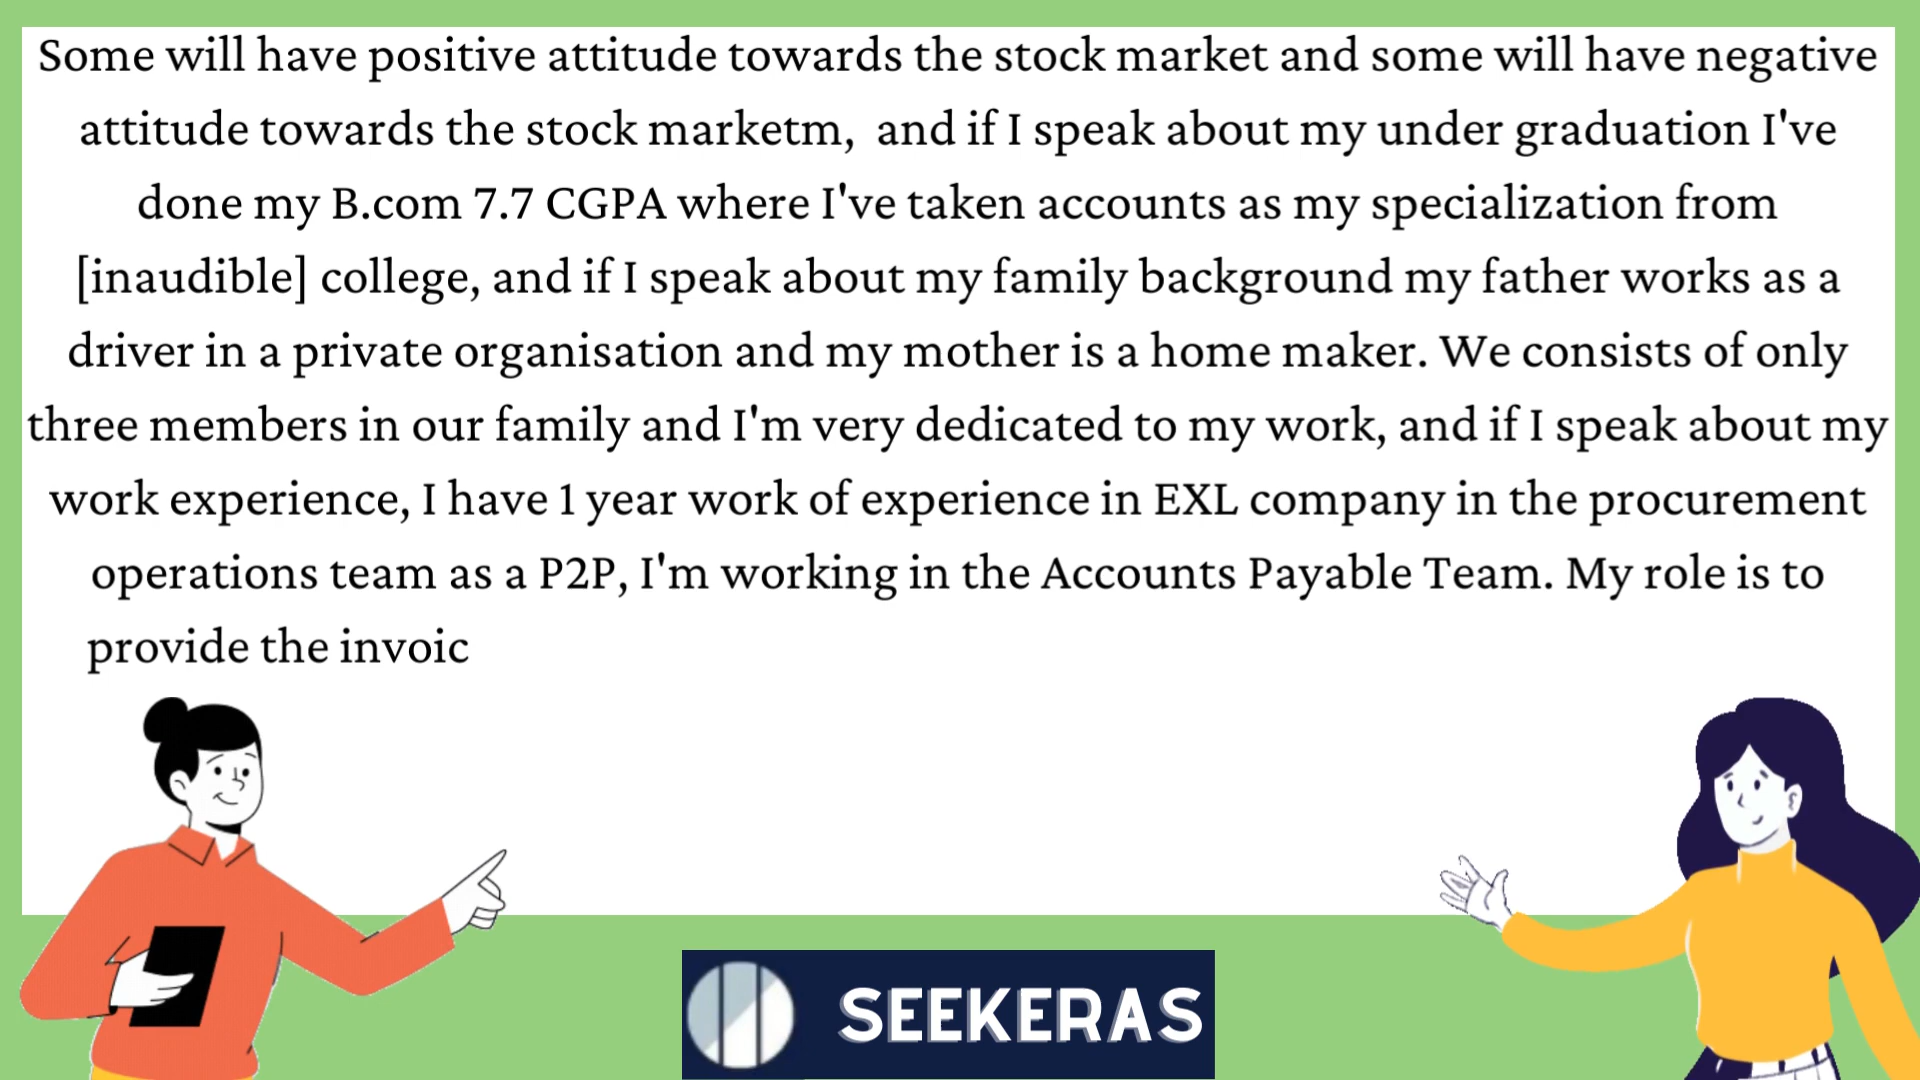 Some will have positive attitude towards the stock market and some will have negative
attitude towards the stock marketm,  and if I speak about my under graduation I've
done my B.com 7.7 CGPA where I've taken accounts as my specialization from
[inaudible] college, and if I speak about my family background my father works as a
driver in a private organisation and my mother is a home maker. We consists of only
three members in our family and I'm very dedicated to my work, and if I speak about my
work experience, I have 1 year work of experience in EXL company in the procurement
operations team as a P2P, I'm working in the Accounts Payable Team. My role is to
provide the invoic
SEEKERAS